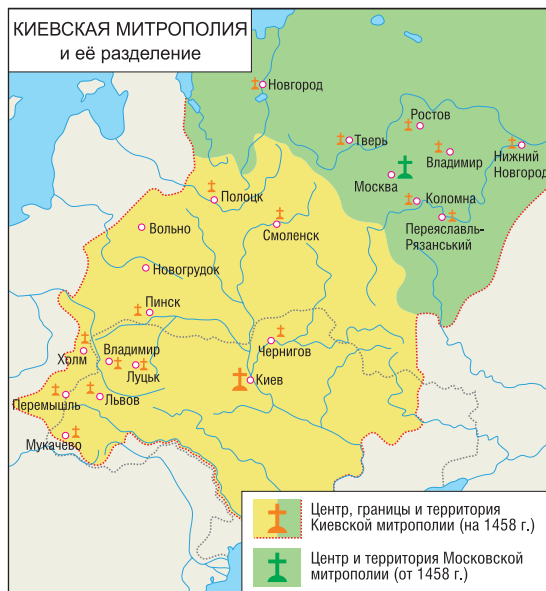 КИЕВСКАЯ МИТРОПОЛИЯ
и её разделение
Новгород
Ростов
Тверь
Владимир
Нижний
Новгород
Москва
Коломна
Переяславль-
Рязанський
Полоцк
Смоленск
Вольно
Новогрудок
Пинск
Чернигов
Холм
Владимир
Луцьк
Киев
Перемышль
Львов
Мукачево
Центр, границы и территория
Киевской митрополии (на 1458 г.)
Центр и территория Московской
митрополии (от 1458 г.)